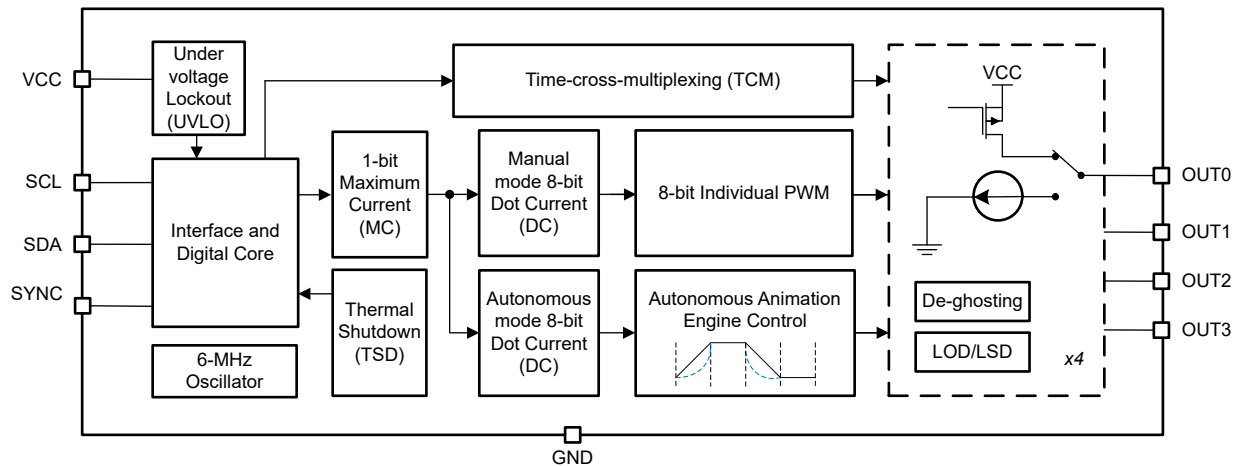 VCC
SCL
SDA
SYNC
Under
voltage
Lockout
(UVLO)
Interface and
Digital Core
6-MHz
Oscillator
1-bit
Maximum
Current
(MC)
Thermal
Shutdown
(TSD)
Time-cross-multiplexing (TCM)
Manual
mode 8-bit
Dot Current
(DC)
8-bit Individual PWM
Autonomous
mode 8-bit
Dot Current
(DC)
Autonomous Animation
Engine Control
VCC
De-ghosting
LOD/LSD
x4
OUT0
OUT1
OUT2
OUT3
GND